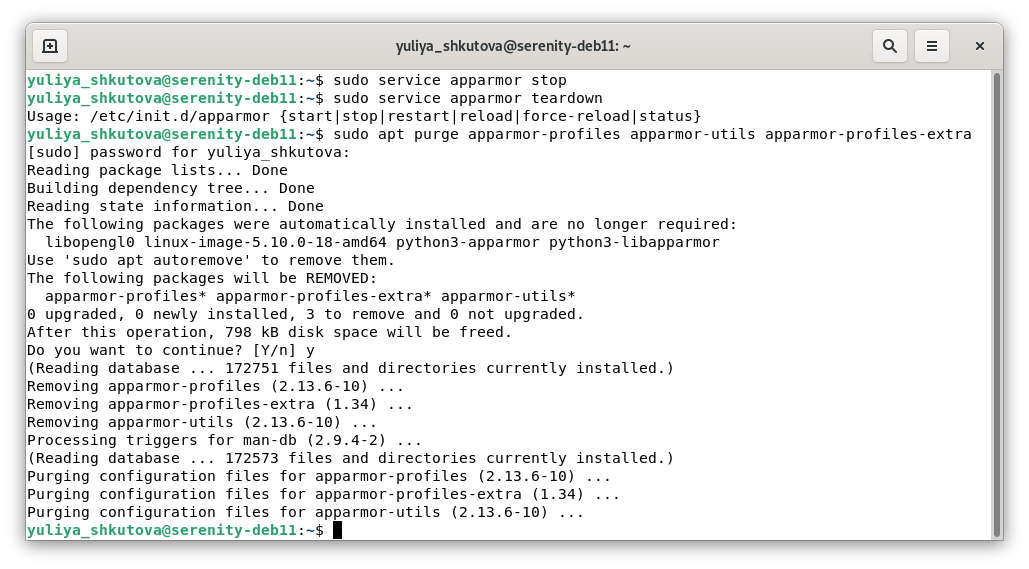 yuliya_shkutova@serenity-deb11: ~
yuliya_shkutova@serenity-deb11:~$ sudo service apparmor stop
yuliya_shkutova@serenity-deb11:~$ sudo service apparmor teardown
Usage: /etc/init.d/apparmor {start|stop|restart|reload|force-reload|status}
yuliya_shkutova@serenity-deb11:~$ sudo apt purge apparmor-profiles apparmor-utils apparmor-profiles-extra
[sudo] password for yuliya_shkutova:
Reading package lists... Done
Building dependency tree... Done
Reading state information... Done
The following packages were automatically installed and are no longer required:
  libopengl0 linux-image-5.10.0-18-amd64 python3-apparmor python3-libapparmor
Use 'sudo apt autoremove' to remove them.
The following packages will be REMOVED:
  apparmor-profiles* apparmor-profiles-extra* apparmor-utils*
0 upgraded, 0 newly installed, 3 to remove and 0 not upgraded.
After this operation, 798 kB disk space will be freed.
Do you want to continue? [Y/n] y
(Reading database ... 172751 files and directories currently installed.)
Removing apparmor-profiles (2.13.6-10) ...
Removing apparmor-profiles-extra (1.34) ...
Removing apparmor-utils (2.13.6-10) ...
Processing triggers for man-db (2.9.4-2) ...
(Reading database ... 172573 files and directories currently installed.)
Purging configuration files for apparmor-profiles (2.13.6-10) ...
Purging configuration files for apparmor-profiles-extra (1.34) ...
Purging configuration files for apparmor-utils (2.13.6-10) ...
yuliya_shkutova@serenity-deb11:~$